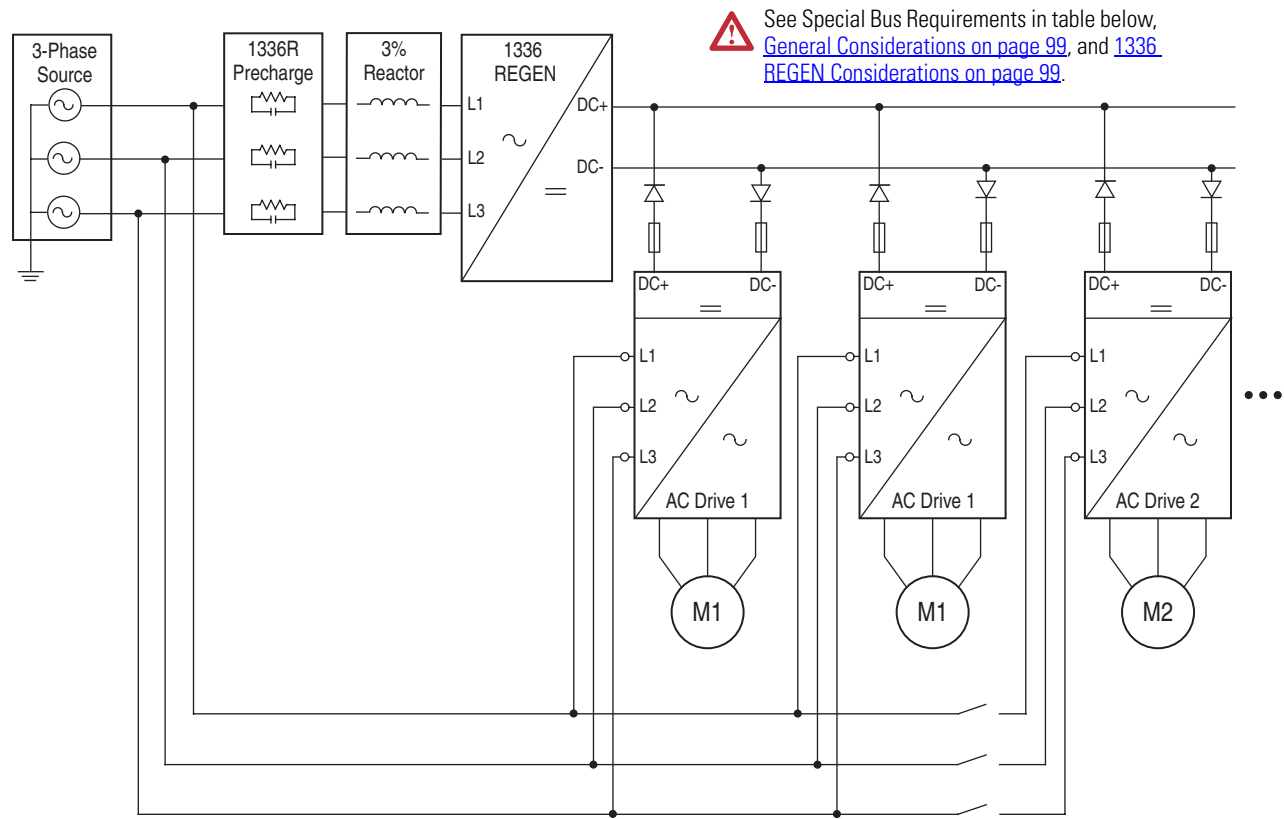 See Special Bus Requirements in table below,
General Considerations on page 99, and 1336
REGEN Considerations on page 99.
3-Phase
Source
1336R
Precharge
3%
Reactor
1336
REGEN
L1
L2
L3
DC+
DC-
DC+ DC-
DC+ DC-
DC+ DC-
L1
L2
L3
AC Drive 1
L1
L2
L3
AC Drive 1
L1
L2
L3
AC Drive 2
M1
M1
M2